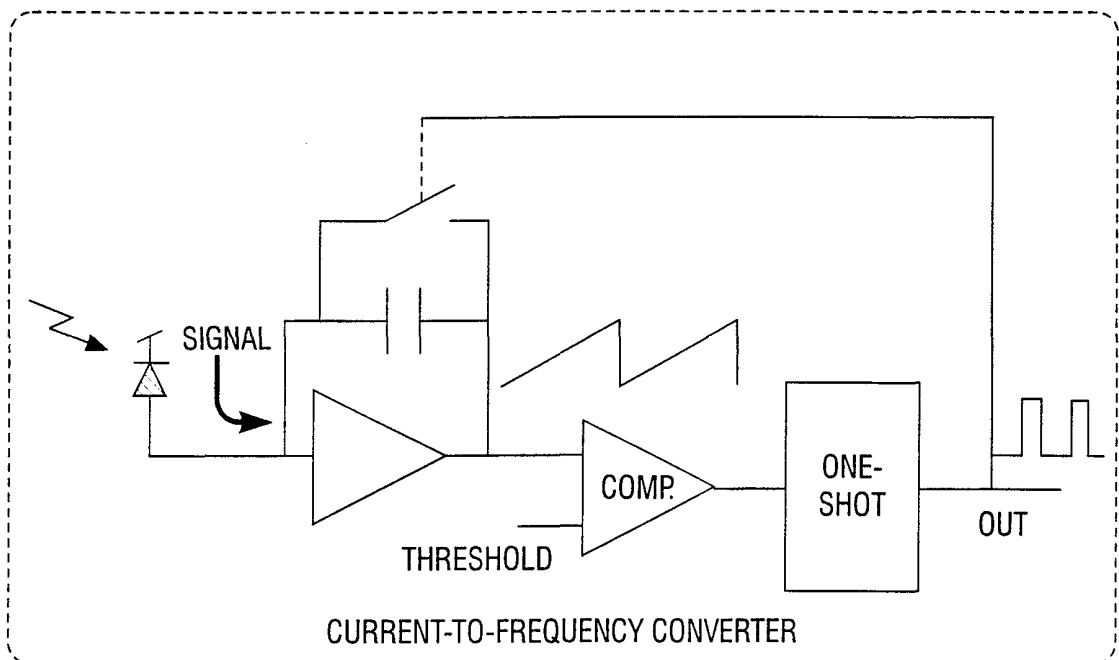 SIGNAL
COMP.
ONE-
SHOT
THRESHOLD
OUT
CURRENT-TO-FREQUENCY CONVERTER